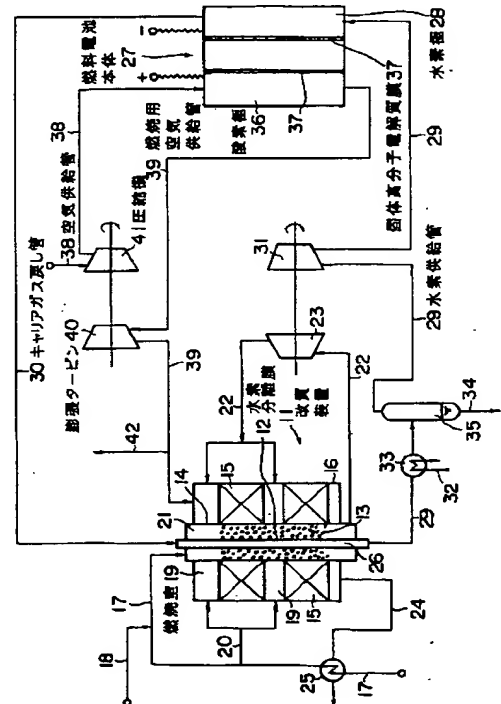 30 キャリアガス戻し管
38
38 空気供給管
41 圧縮機
膨張タービン 40
39
39
42
燃焼用
空気
供給管
酸素極
36
37
燃料電池
本体
27
+
−
28
水素極
固体高分子電解質膜 37
29
29 水素供給管
31
23
22
22
水素
分離膜
12
11
改質
装置
14
15
16
21
13
26
燃焼室 19
19
15
17
18
20
24
25
17
29
32
33
34
35